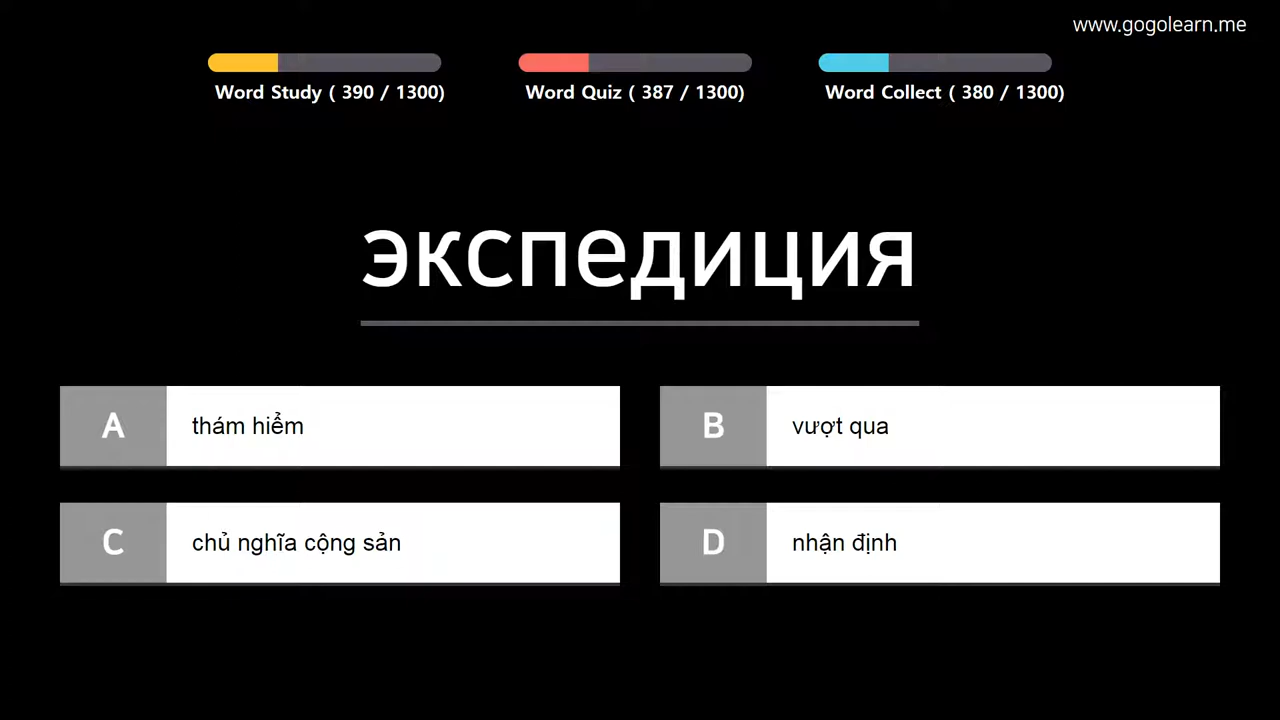 www.gogolearn.me
Word Study ( 390 / 1300)
Word Quiz ( 387 / 1300)
Word Collect ( 380 / 1300)
экспедиция
A thám hiểm
B vượt qua
C chủ nghĩa cộng sản
D nhận định